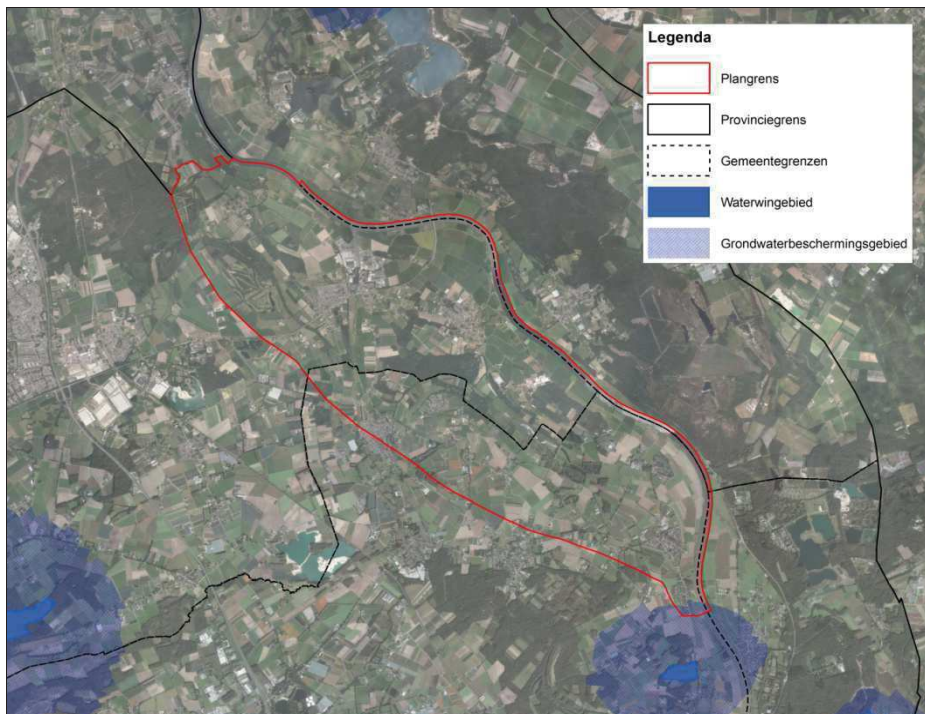 Legenda
Plangrens
Provinciegrens
Gemeentegrenzen
Waterwingebied
Grondwaterbeschermingsgebied